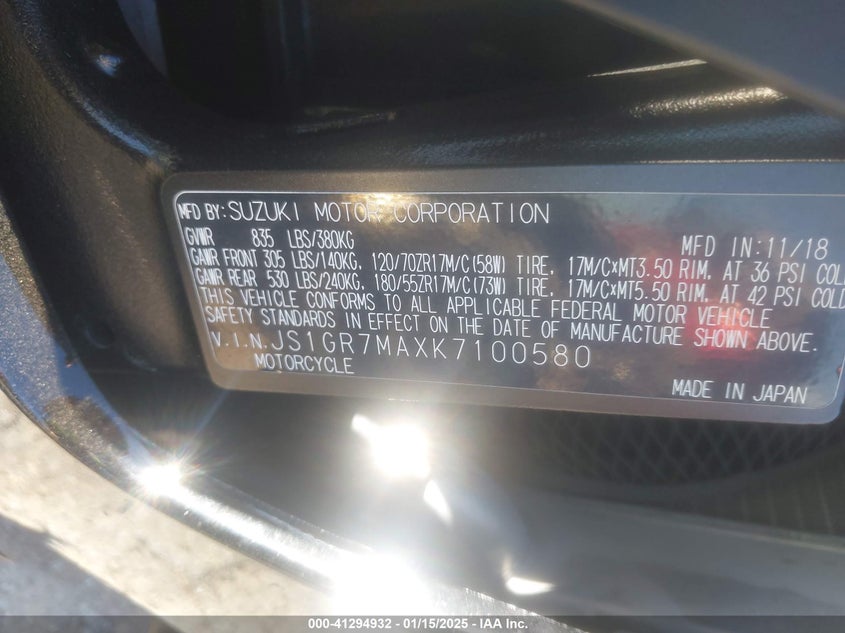 MFD BY: SUZUKI MOTOR CORPORATION
GVWR 835 LBS/380KG MFD IN: 11/18
GAWR FRONT 305 LBS/140KG, 120/70ZR17M/C(58W) TIRE, 17M/C×MT3.50 RIM, AT 36 PSI COLD
GAWR REAR 530 LBS/240KG, 180/55ZR17M/C(73W) TIRE, 17M/C×MT5.50 RIM, AT 42 PSI COLD
THIS VEHICLE CONFORMS TO ALL APPLICABLE FEDERAL MOTOR VEHICLE
SAFETY STANDARDS IN EFFECT ON THE DATE OF MANUFACTURE SHOWN ABOVE.
V.I.N. JS1GR7MAXK7100580
MOTORCYCLE
MADE IN JAPAN
000-41294932 - 01/15/2025 - IAA Inc.